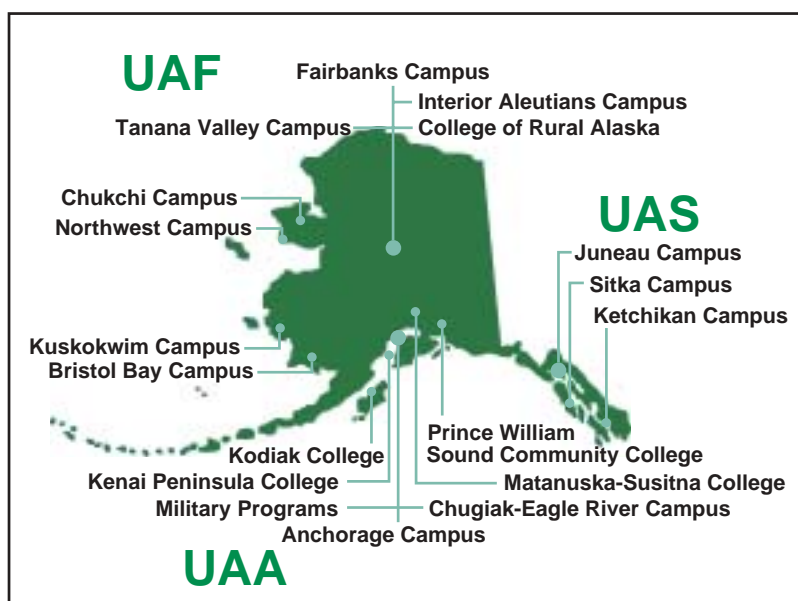 UAF
Fairbanks Campus
Interior Aleutians Campus
Tanana Valley Campus
College of Rural Alaska
Chukchi Campus
Northwest Campus
UAS
Juneau Campus
Sitka Campus
Ketchikan Campus
Kuskokwim Campus
Bristol Bay Campus
Prince William
Sound Community College
Kodiak College
Kenai Peninsula College
Matanuska-Susitna College
Military Programs
Chugiak-Eagle River Campus
Anchorage Campus
UAA